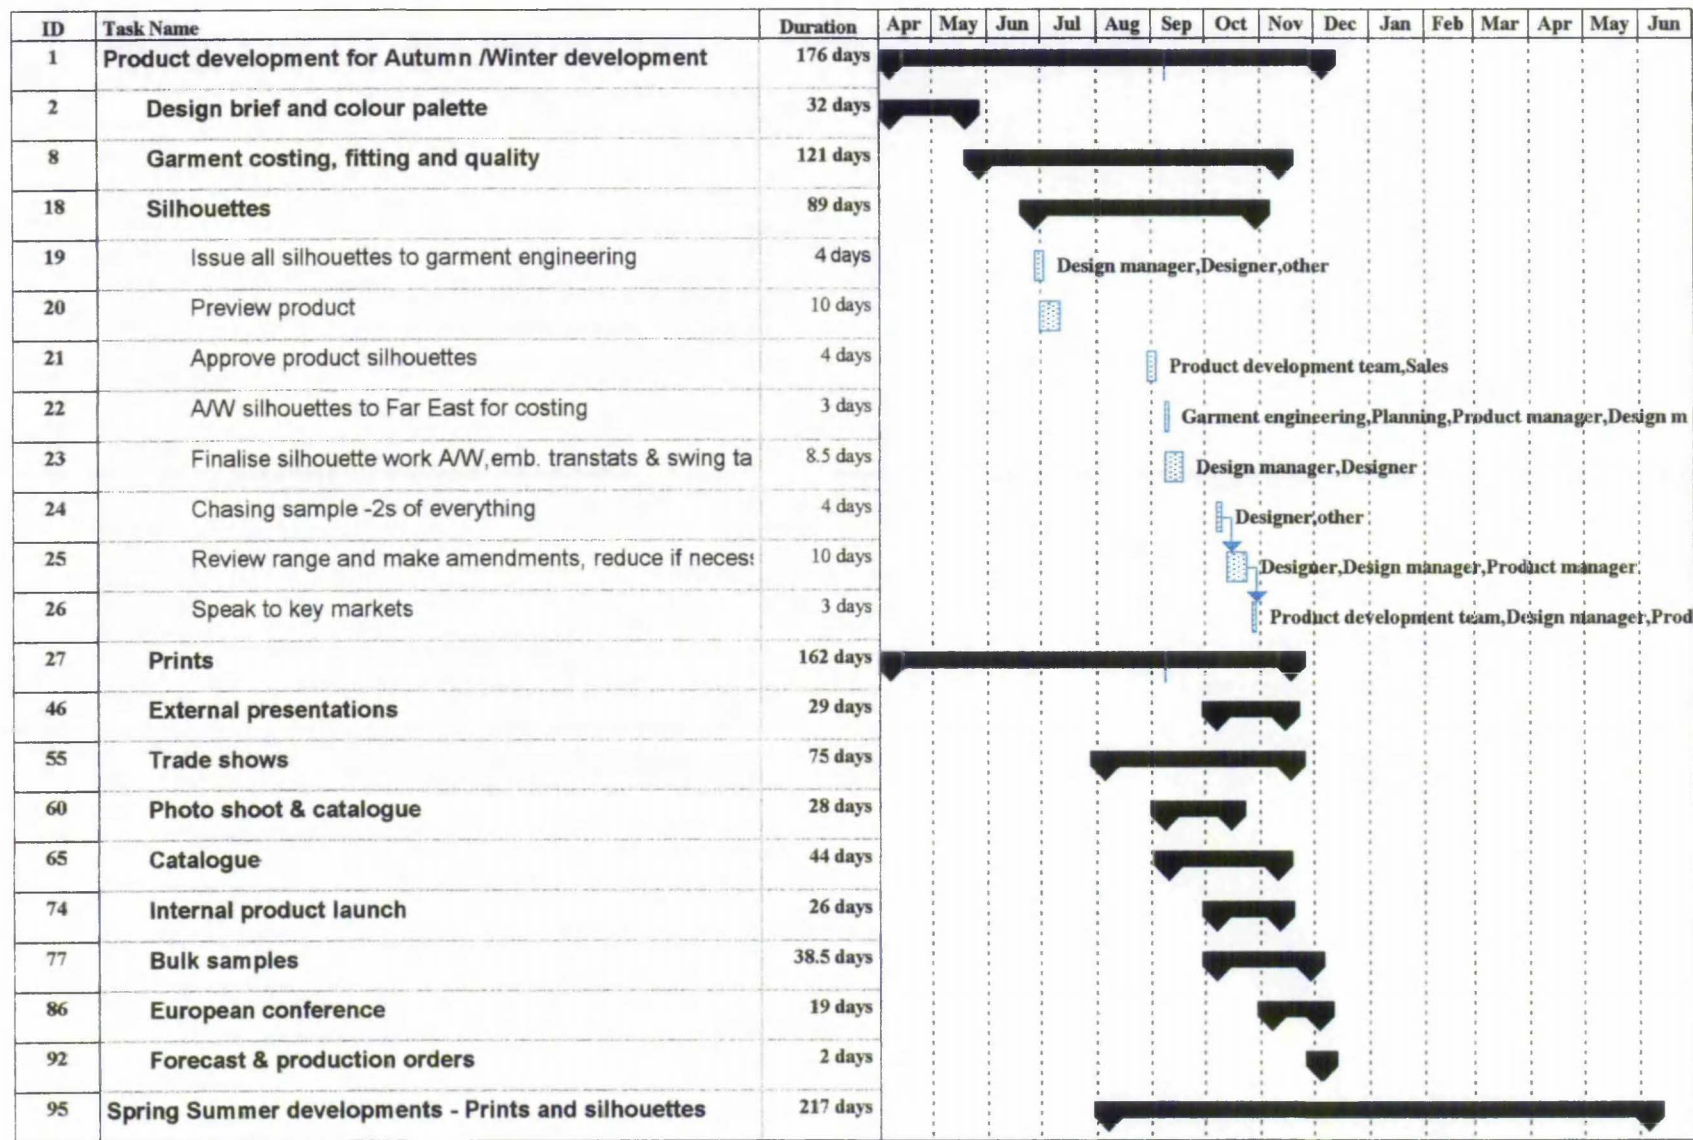 ID Task Name Duration Apr May Jun Jul Aug Sep Oct Nov Dec Jan Feb Mar Apr May Jun
1 Product development for Autumn /Winter development 176 days
2 Design brief and colour palette 32 days
8 Garment costing, fitting and quality 121 days
18 Silhouettes 89 days
19 Issue all silhouettes to garment engineering 4 days Design manager,Designer,other
20 Preview product 10 days
21 Approve product silhouettes 4 days Product development team,Sales
22 A/W silhouettes to Far East for costing 3 days Garment engineering,Planning,Product manager,Design m
23 Finalise silhouette work A/W,emb. transtats & swing ta 8.5 days Design manager,Designer
24 Chasing sample -2s of everything 4 days Designer,other
25 Review range and make amendments, reduce if neces 10 days Designer,Design manager,Product manager
26 Speak to key markets 3 days Product development team,Design manager,Prod
27 Prints 162 days
46 External presentations 29 days
55 Trade shows 75 days
60 Photo shoot & catalogue 28 days
65 Catalogue 44 days
74 Internal product launch 26 days
77 Bulk samples 38.5 days
86 European conference 19 days
92 Forecast & production orders 2 days
95 Spring Summer developments - Prints and silhouettes 217 days